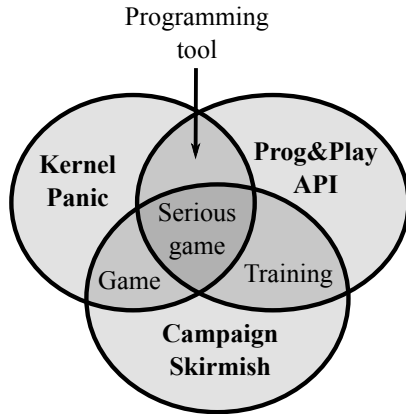 Programming
tool
Kernel
Panic
Prog&Play
API
Serious
game
Game
Training
Campaign
Skirmish